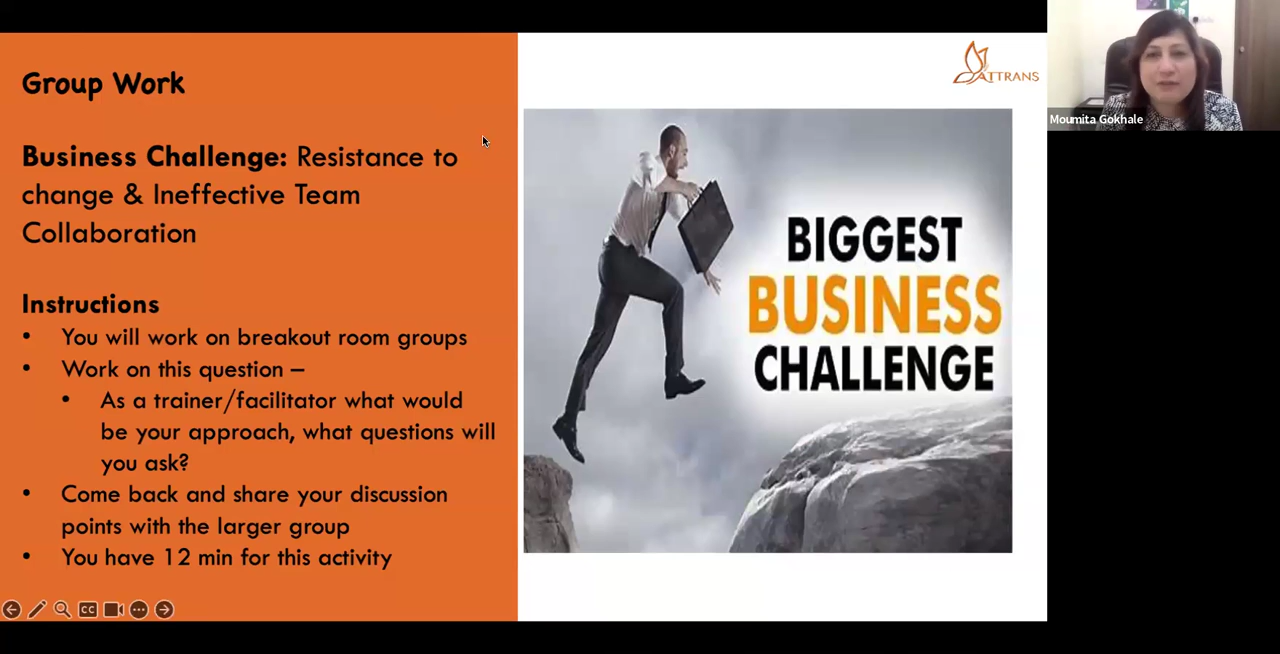 Group Work
Business Challenge: Resistance to
change & Ineffective Team
Collaboration
Instructions
• You will work on breakout room groups
• Work on this question –
• As a trainer/facilitator what would
be your approach, what questions will
you ask?
• Come back and share your discussion
points with the larger group
• You have 12 min for this activity
CC
ATTRANS
BIGGEST
BUSINESS
CHALLENGE
Moumita Gokhale